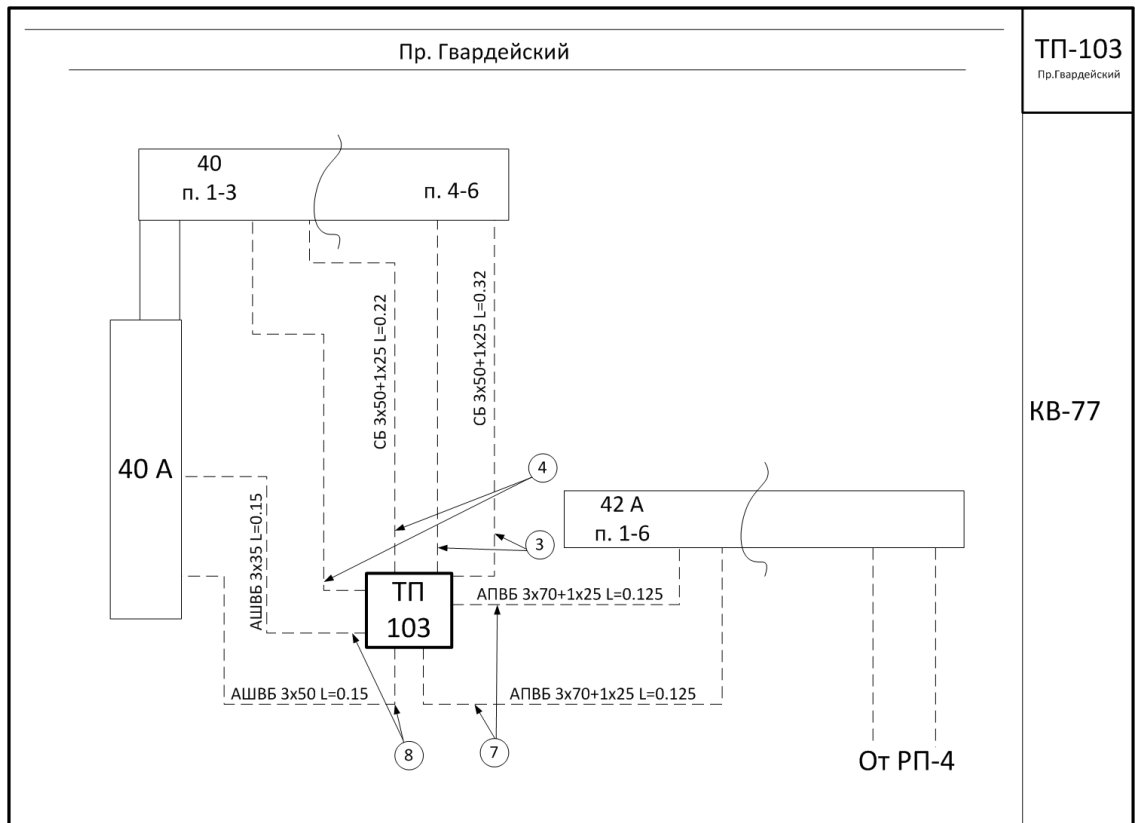 Пр. Гвардейский
ТП-103
Пр.Гвардейский
40
п. 1-3
п. 4-6
СБ 3х50+1х25 L=0.22
СБ 3х50+1х25 L=0.32
КВ-77
40 А
4
42 А
п. 1-6
3
АШВБ 3х35 L=0.15
ТП
103
АПВБ 3х70+1х25 L=0.125
АШВБ 3х50 L=0.15
АПВБ 3х70+1х25 L=0.125
8
7
От РП-4